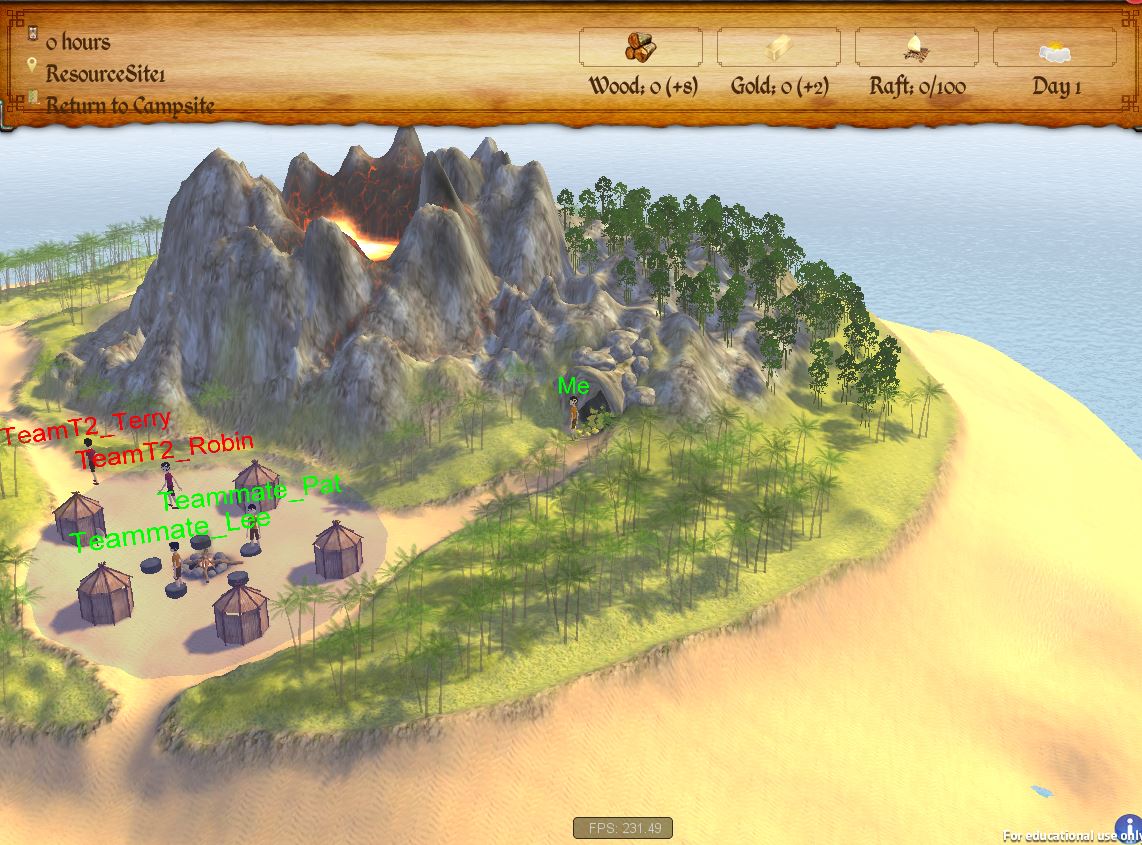 0 hours
ResourceSite1
Return to Campsite
Wood: 0 (+8)
Gold: 0 (+2)
Raft: 0/100
Day 1
Me
TeamT2_Terry
TeamT2_Robin
Teammate_Pat
Teammate_Lee
FPS: 231.49
For educational use only